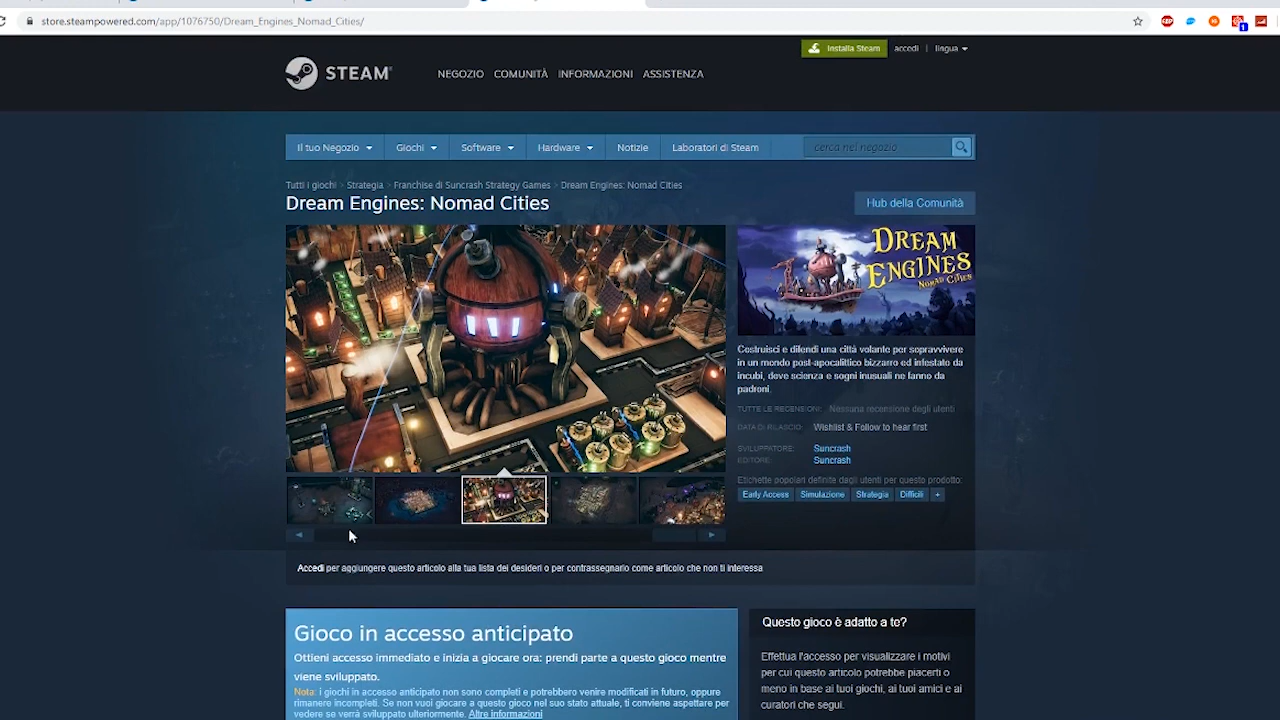 store.steampowered.com/app/1076750/Dream_Engines_Nomad_Cities/
Installa Steam
accedi | lingua
STEAM
NEGOZIO COMUNITÀ INFORMAZIONI ASSISTENZA
Il tuo Negozio Giochi Software Hardware Notizie Laboratori di Steam cerca nel negozio
Tutti i giochi > Strategia > Franchise di Suncrash Strategy Games > Dream Engines: Nomad Cities
Dream Engines: Nomad Cities
Hub della Comunità
DREAM
ENGINES
NOMAD CITIES
Costruisci e difendi una città volante per sopravvivere
in un mondo post-apocalittico bizzarro ed infestato da
incubi, dove scienza e sogni inusuali ne fanno da
padroni.
TUTTE LE RECENSIONI: Nessuna recensione degli utenti
DATA DI RILASCIO: Wishlist & Follow to hear first
SVILUPPATORE: Suncrash
EDITORE: Suncrash
Etichette popolari definite dagli utenti per questo prodotto:
Early Access Simulazione Strategia Difficili +
Accedi per aggiungere questo articolo alla tua lista dei desideri o per contrassegnarlo come articolo che non ti interessa
Gioco in accesso anticipato
Ottieni accesso immediato e inizia a giocare ora: prendi parte a questo gioco mentre
viene sviluppato.
Nota: i giochi in accesso anticipato non sono completi e potrebbero venire modificati in futuro, oppure
rimanere incompleti. Se non vuoi giocare a questo gioco nel suo stato attuale, ti conviene aspettare per
vedere se verrà sviluppato ulteriormente. Altre informazioni
Questo gioco è adatto a te?
Effettua l'accesso per visualizzare i motivi
per cui questo articolo potrebbe piacerti o
meno in base ai tuoi giochi, ai tuoi amici e ai
curatori che segui.